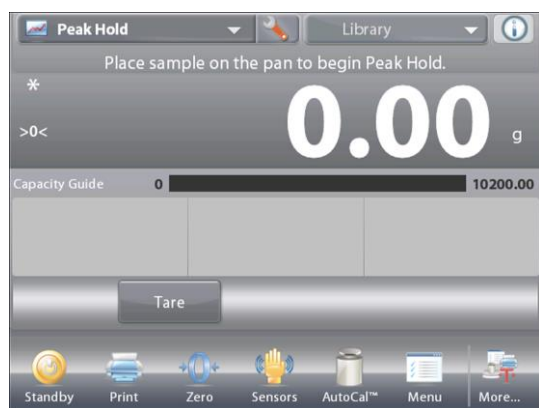 Peak Hold
Library
Place sample on the pan to begin Peak Hold.
*
>0<
0.00 g
Capacity Guide 0 10200.00
Tare
Standby Print Zero Sensors AutoCal™ Menu More...